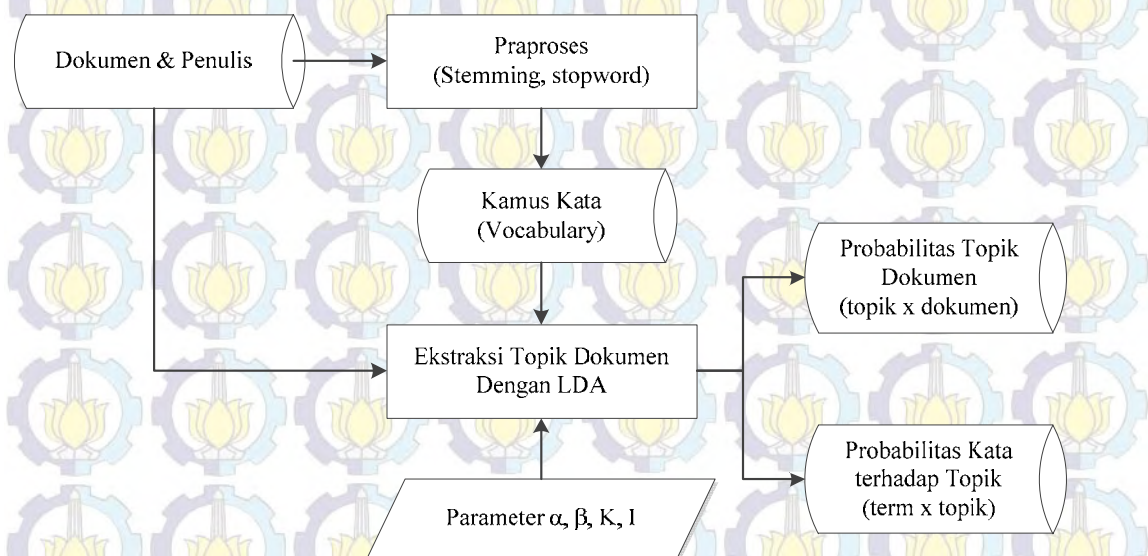 Dokumen & Penulis
Praproses
(Stemming, stopword)
Kamus Kata
(Vocabulary)
Ekstraksi Topik Dokumen
Dengan LDA
Parameter α, β, K, I
Probabilitas Topik
Dokumen
(topik x dokumen)
Probabilitas Kata
terhadap Topik
(term x topik)